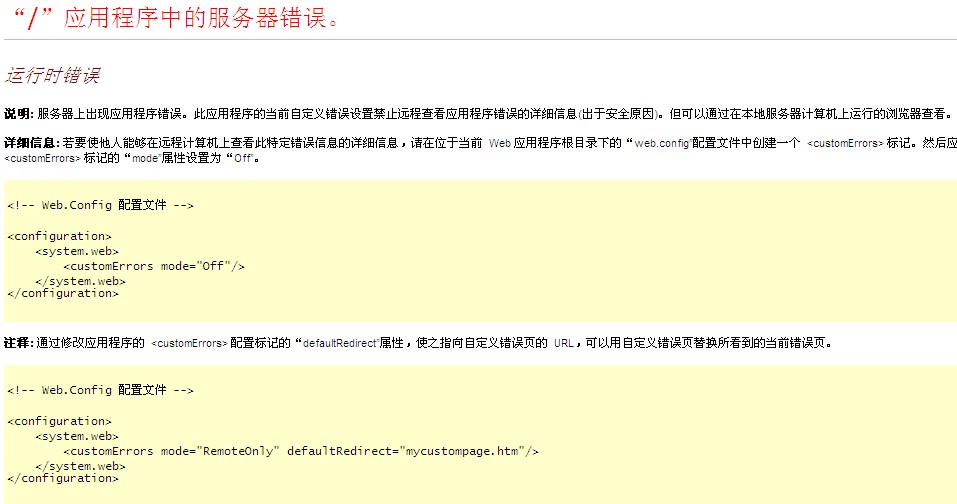 “/”应用程序中的服务器错误。
运行时错误
说明: 服务器上出现应用程序错误。此应用程序的当前自定义错误设置禁止远程查看应用程序错误的详细信息(出于安全原因)。但可以通过在本地服务器计算机上运行的浏览器查看。
详细信息: 若要使他人能够在远程计算机上查看此特定错误信息的详细信息，请在位于当前 Web 应用程序根目录下的“web.config”配置文件中创建一个 <customErrors> 标记。然后应
<customErrors> 标记的“mode”属性设置为“Off”。
<!-- Web.Config 配置文件 -->
<configuration>
    <system.web>
        <customErrors mode="Off"/>
    </system.web>
</configuration>
注释: 通过修改应用程序的 <customErrors> 配置标记的“defaultRedirect”属性，使之指向自定义错误页的 URL，可以用自定义错误页替换所看到的当前错误页。
<!-- Web.Config 配置文件 -->
<configuration>
    <system.web>
        <customErrors mode="RemoteOnly" defaultRedirect="mycustompage.htm"/>
    </system.web>
</configuration>